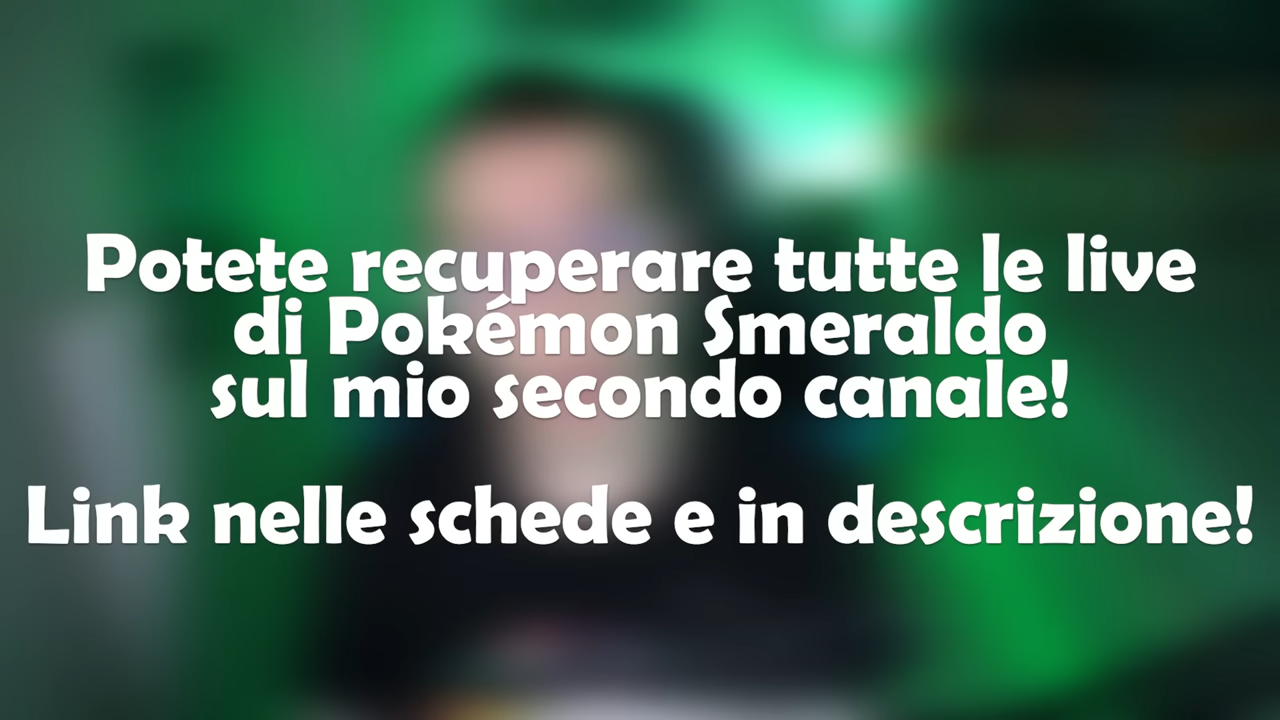 Potete recuperare tutte le live
di Pokémon Smeraldo
sul mio secondo canale!
Link nelle schede e in descrizione!